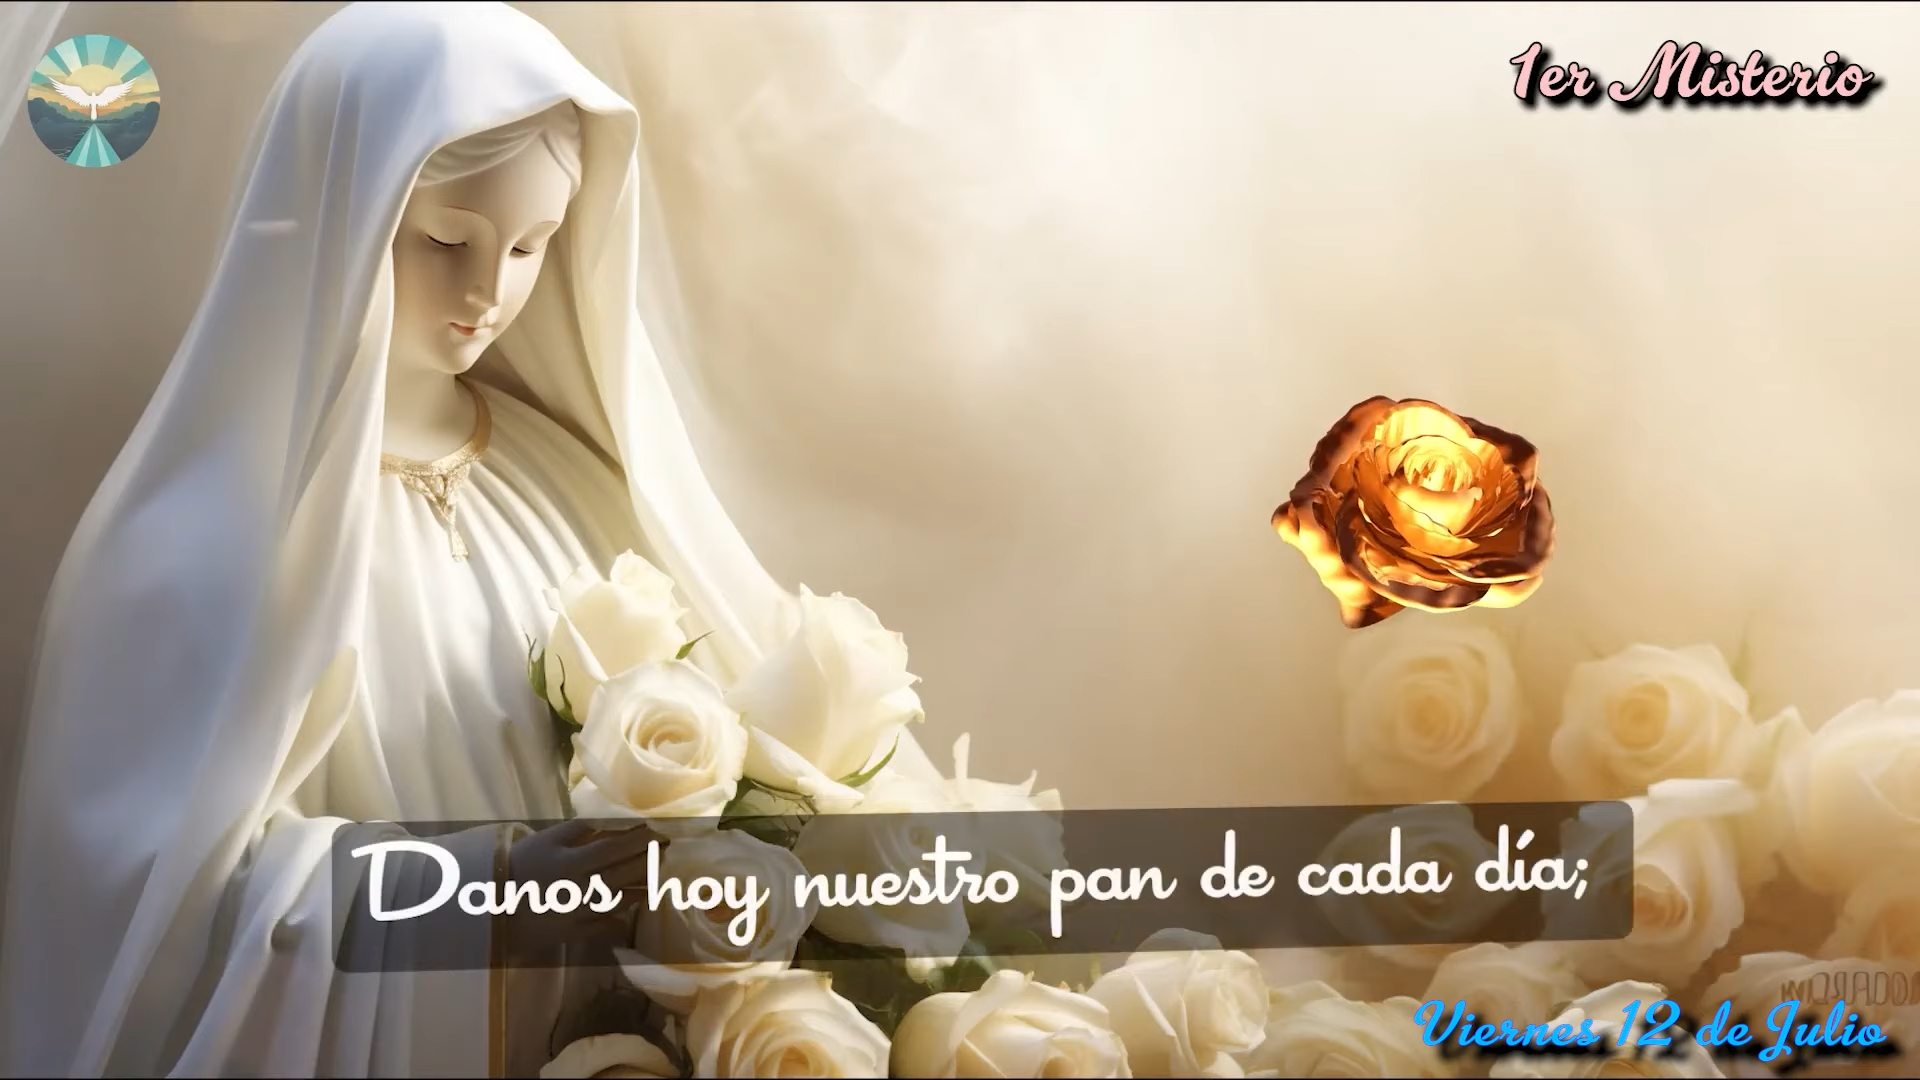 1er Misterio
Danos hoy nuestro pan de cada día;
Viernes 12 de Julio